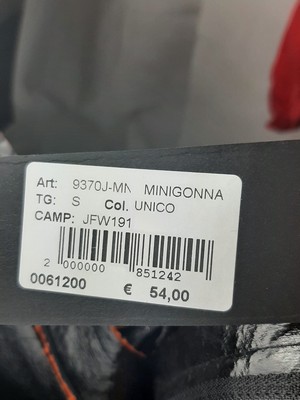 Art: 9370J-MN MINIGONNA
TG: S Col. UNICO
CAMP: JFW191
2 000000 851242
0061200 € 54,00